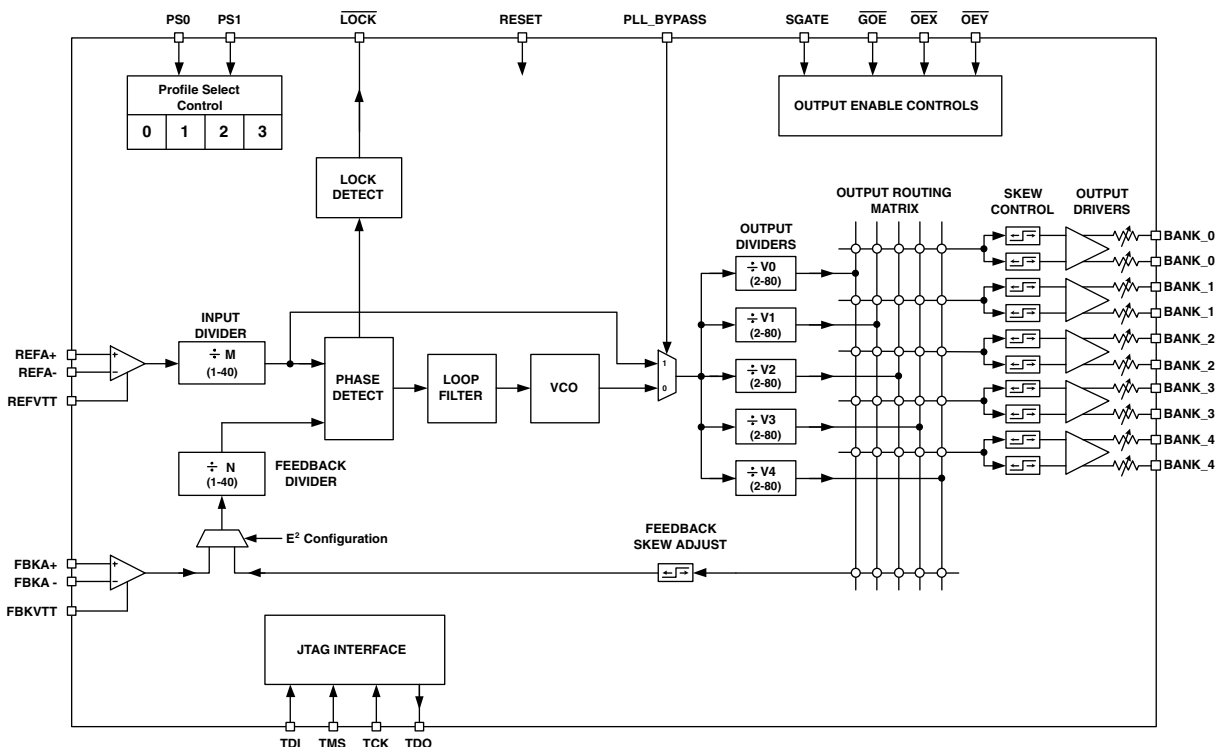 PS0 PS1 LOCK RESET PLL_BYPASS SGATE GOE OEX OEY
Profile Select
Control
0 1 2 3
OUTPUT ENABLE CONTROLS
LOCK
DETECT
OUTPUT ROUTING
MATRIX
SKEW
CONTROL
OUTPUT
DRIVERS
OUTPUT
DIVIDERS
BANK_0
BANK_0
BANK_1
BANK_1
BANK_2
BANK_2
BANK_3
BANK_3
BANK_4
BANK_4
÷ V0
(2-80)
÷ V1
(2-80)
÷ V2
(2-80)
÷ V3
(2-80)
÷ V4
(2-80)
INPUT
DIVIDER
REFA+
REFA-
REFVTT
+
−
÷ M
(1-40)
PHASE
DETECT
LOOP
FILTER
VCO
1
0
÷ N
(1-40)
FEEDBACK
DIVIDER
E² Configuration
FEEDBACK
SKEW ADJUST
FBKA+
FBKA -
FBKVTT
+
−
JTAG INTERFACE
TDI TMS TCK TDO